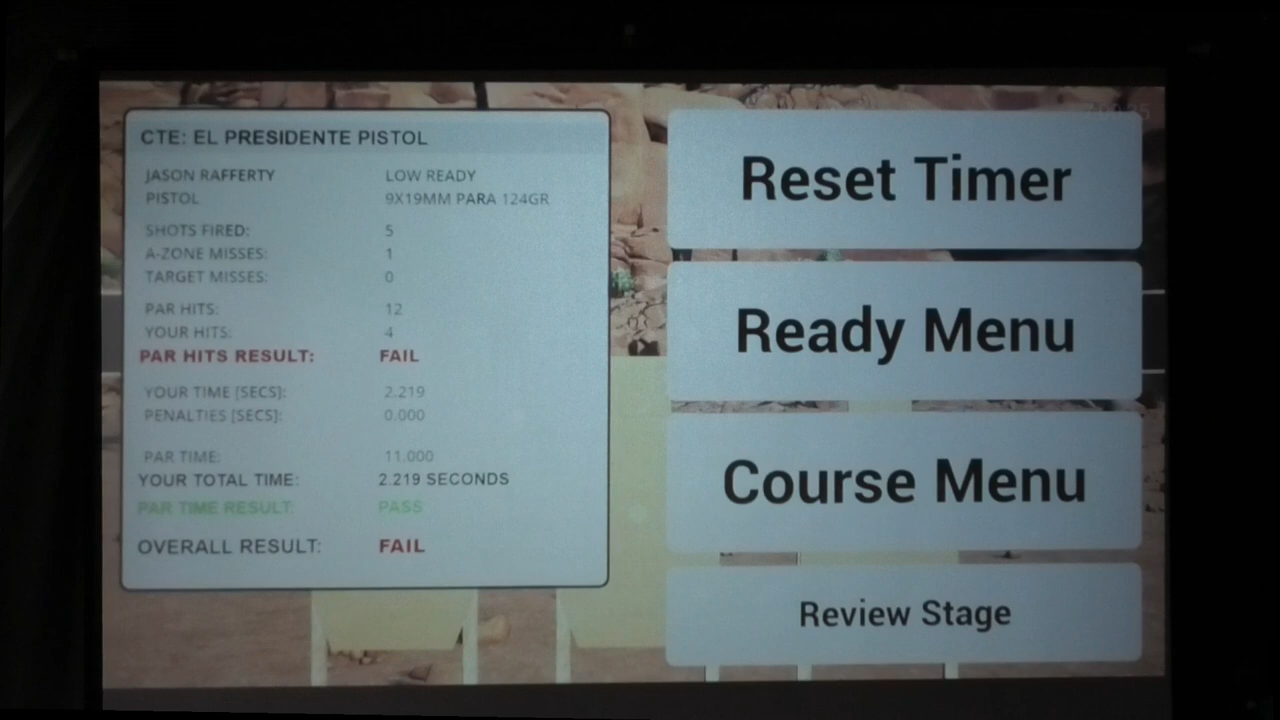 CTE: EL PRESIDENTE PISTOL
JASON RAFFERTY LOW READY
PISTOL 9X19MM PARA 124GR
SHOTS FIRED: 5
A-ZONE MISSES: 1
TARGET MISSES: 0
PAR HITS: 12
YOUR HITS: 4
PAR HITS RESULT: FAIL
YOUR TIME [SECS]: 2.219
PENALTIES [SECS]: 0.000
PAR TIME: 11.000
YOUR TOTAL TIME: 2.219 SECONDS
PAR TIME RESULT: PASS
OVERALL RESULT: FAIL
Reset Timer
Ready Menu
Course Menu
Review Stage